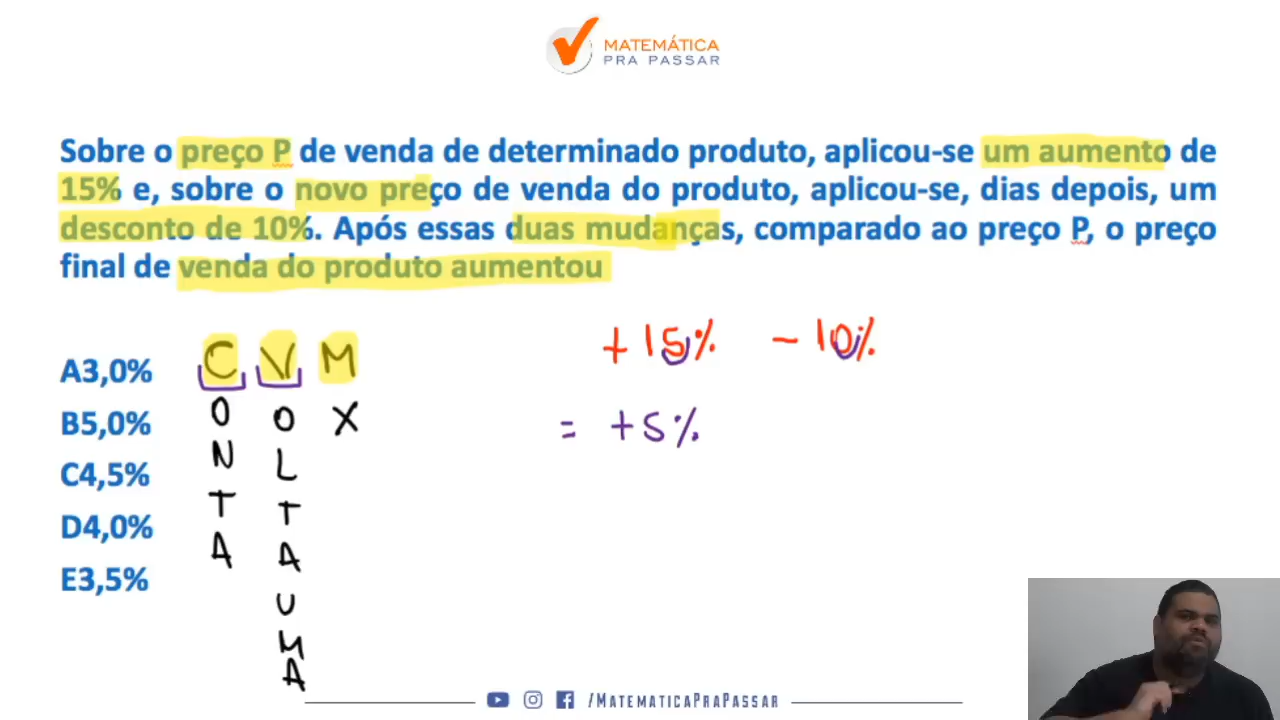 MATEMÁTICA
PRA PASSAR
Sobre o preço P de venda de determinado produto, aplicou-se um aumento de
15% e, sobre o novo preço de venda do produto, aplicou-se, dias depois, um
desconto de 10%. Após essas duas mudanças, comparado ao preço P, o preço
final de venda do produto aumentou
A3,0%
B5,0%
C4,5%
D4,0%
E3,5%
C V M
O O X
N L
T T
A A
U
M
A
+15% -10%
= +5%
/MATEMATICAPRAPASSAR